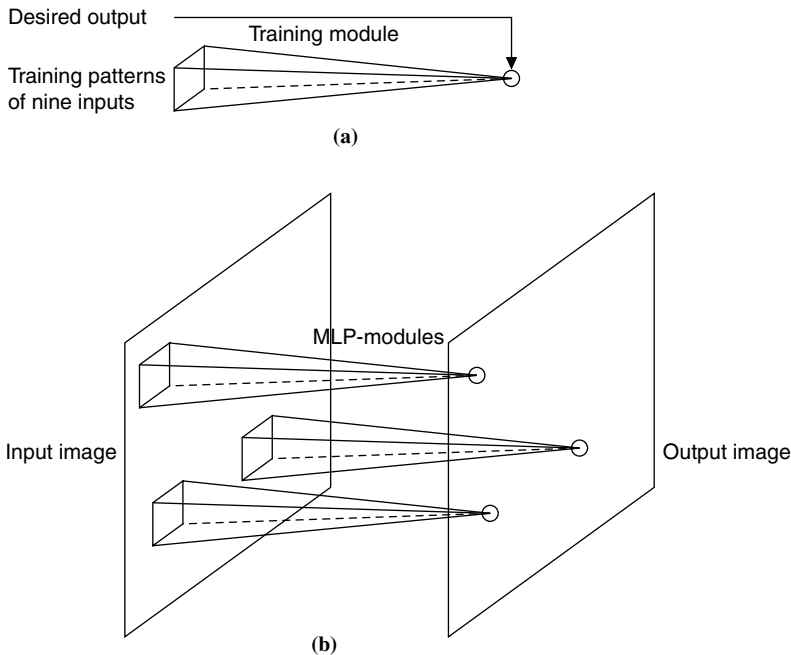 Desired output
Training module
Training patterns
of nine inputs
(a)
MLP-modules
Input image
Output image
(b)